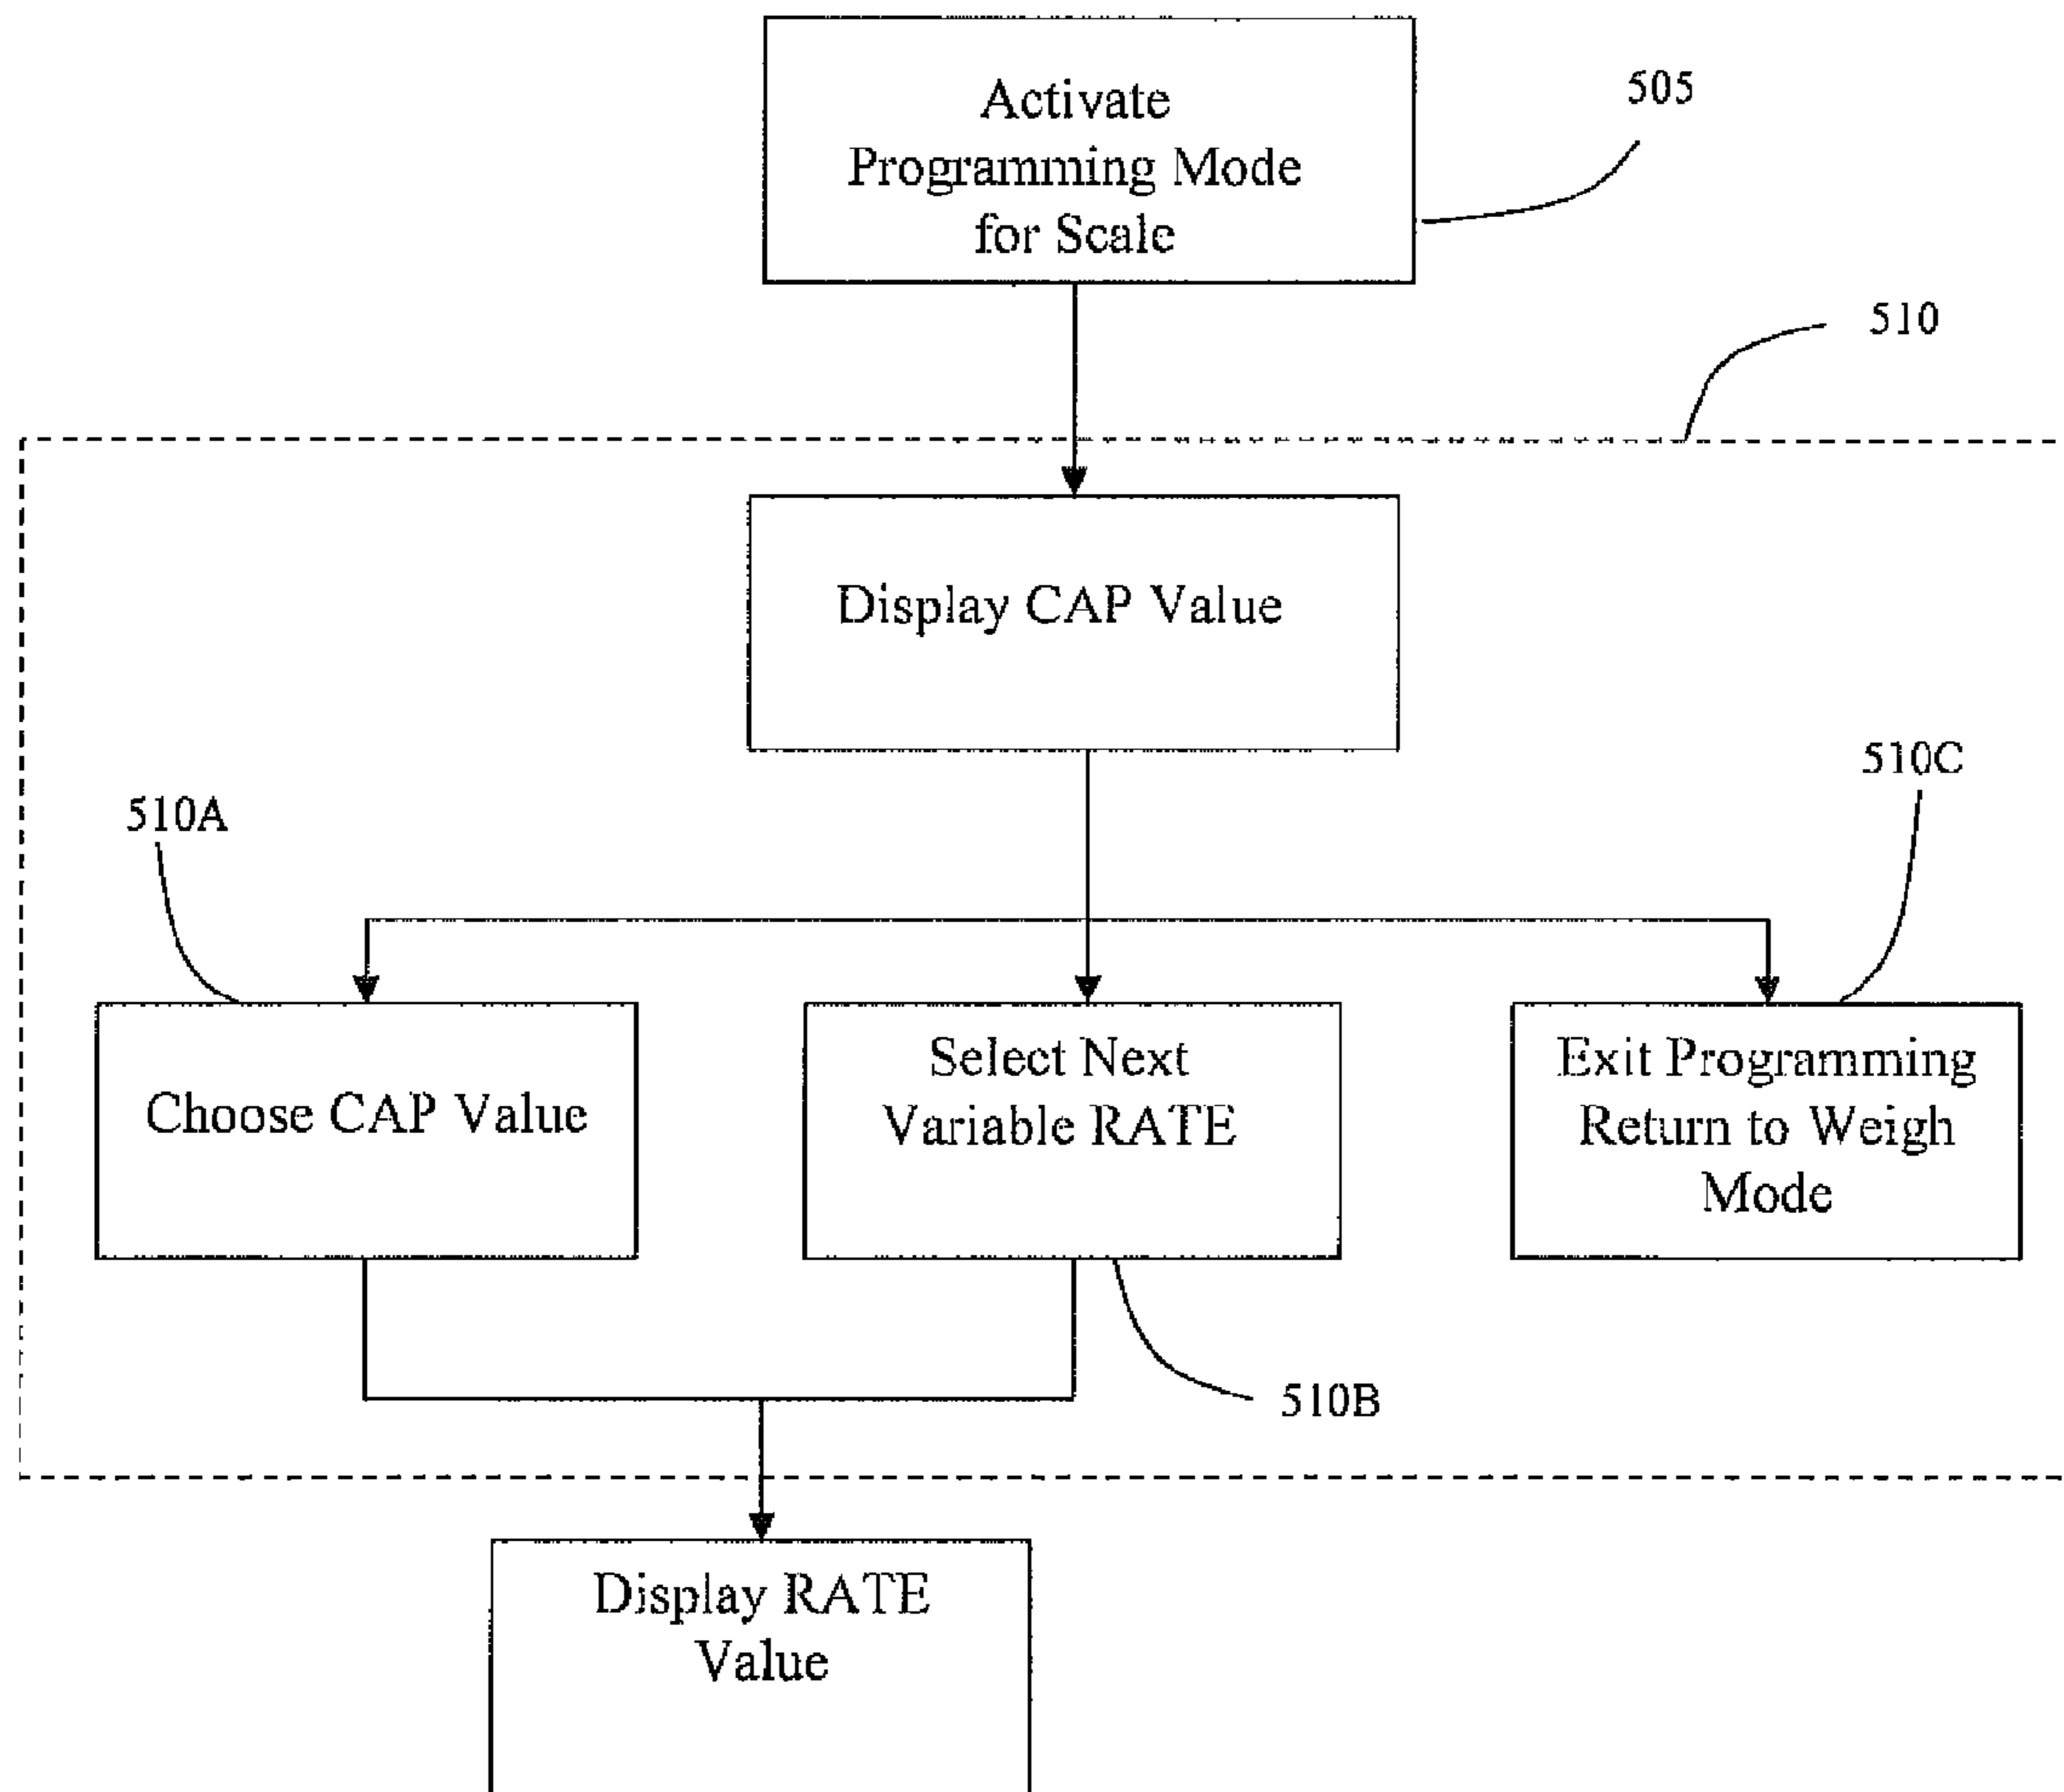 Activate
Programming Mode
for Scale
505
510
Display CAP Value
510C
510A
Choose CAP Value
Select Next
Variable RATE
Exit Programming
Return to Weigh
Mode
510B
Display RATE
Value